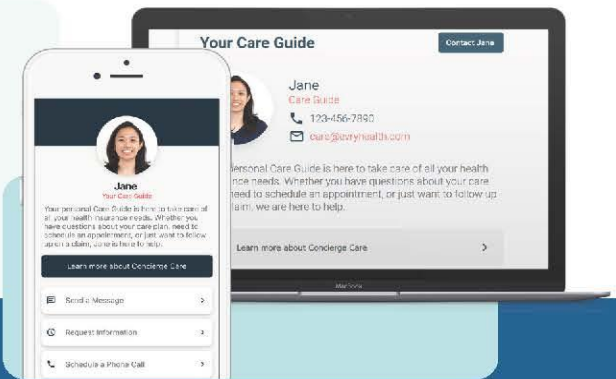 Your Care Guide
Contact Jane
Jane
Care Guide
123-456-7890
care@evryhealth.com
personal Care Guide is here to take care of all your health
nce needs. Whether you have questions about your care
need to schedule an appointment, or just want to follow up
laim, we are here to help.
Learn more about Concierge Care
MacBook
Jane
Your Care Guide
Your personal Care Guide is here to take care of
all your health insurance needs. Whether you
have questions about your care plan, need to
schedule an appointment, or just want to follow
upon a claim, Jane is here to help.
Learn more about Concierge Care
Send a Message
Request Information
Schedule a Phone Call